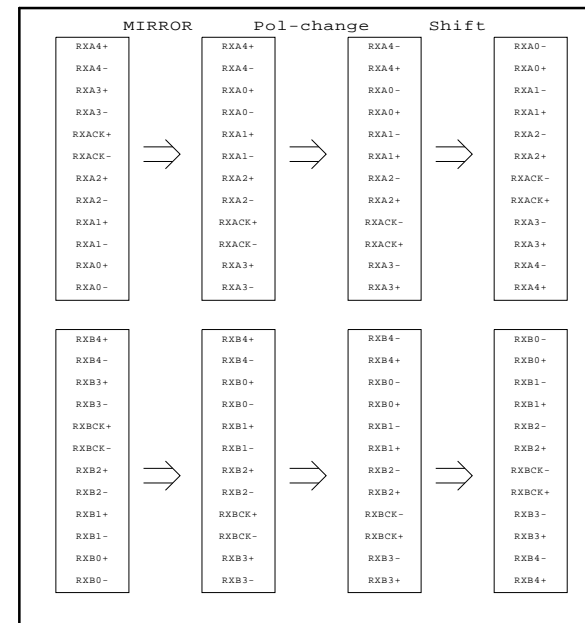 MIRROR Pol-change Shift
RXA4+ RXA4+ RXA4- RXA0-
RXA4- RXA4- RXA4+ RXA0+
RXA3+ RXA0+ RXA0- RXA1-
RXA3- RXA0- RXA0+ RXA1+
RXACK+ RXA1+ RXA1- RXA2-
RXACK- RXA1- RXA1+ RXA2+
RXA2+ RXA2+ RXA2- RXACK-
RXA2- RXA2- RXA2+ RXACK+
RXA1+ RXACK+ RXACK- RXA3-
RXA1- RXACK- RXACK+ RXA3+
RXA0+ RXA3+ RXA3- RXA4-
RXA0- RXA3- RXA3+ RXA4+
RXB4+ RXB4+ RXB4- RXB0-
RXB4- RXB4- RXB4+ RXB0+
RXB3+ RXB0+ RXB0- RXB1-
RXB3- RXB0- RXB0+ RXB1+
RXBCK+ RXB1+ RXB1- RXB2-
RXBCK- RXB1- RXB1+ RXB2+
RXB2+ RXB2+ RXB2- RXBCK-
RXB2- RXB2- RXB2+ RXBCK+
RXB1+ RXBCK+ RXBCK- RXB3-
RXB1- RXBCK- RXBCK+ RXB3+
RXB0+ RXB3+ RXB3- RXB4-
RXB0- RXB3- RXB3+ RXB4+